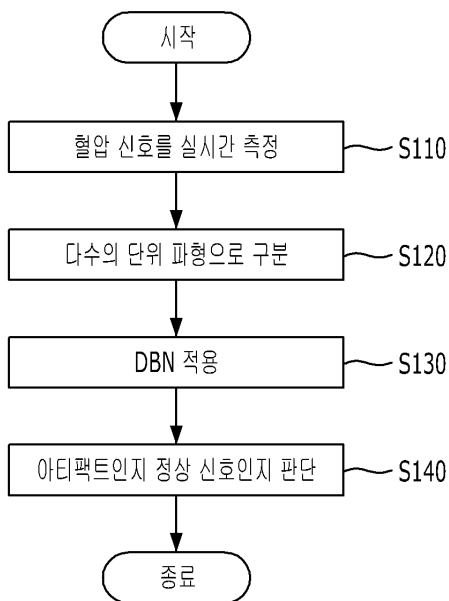 시작
혈압 신호를 실시간 측정
S110
다수의 단위 파형으로 구분
S120
DBN 적용
S130
아티팩트인지 정상 신호인지 판단
S140
종료